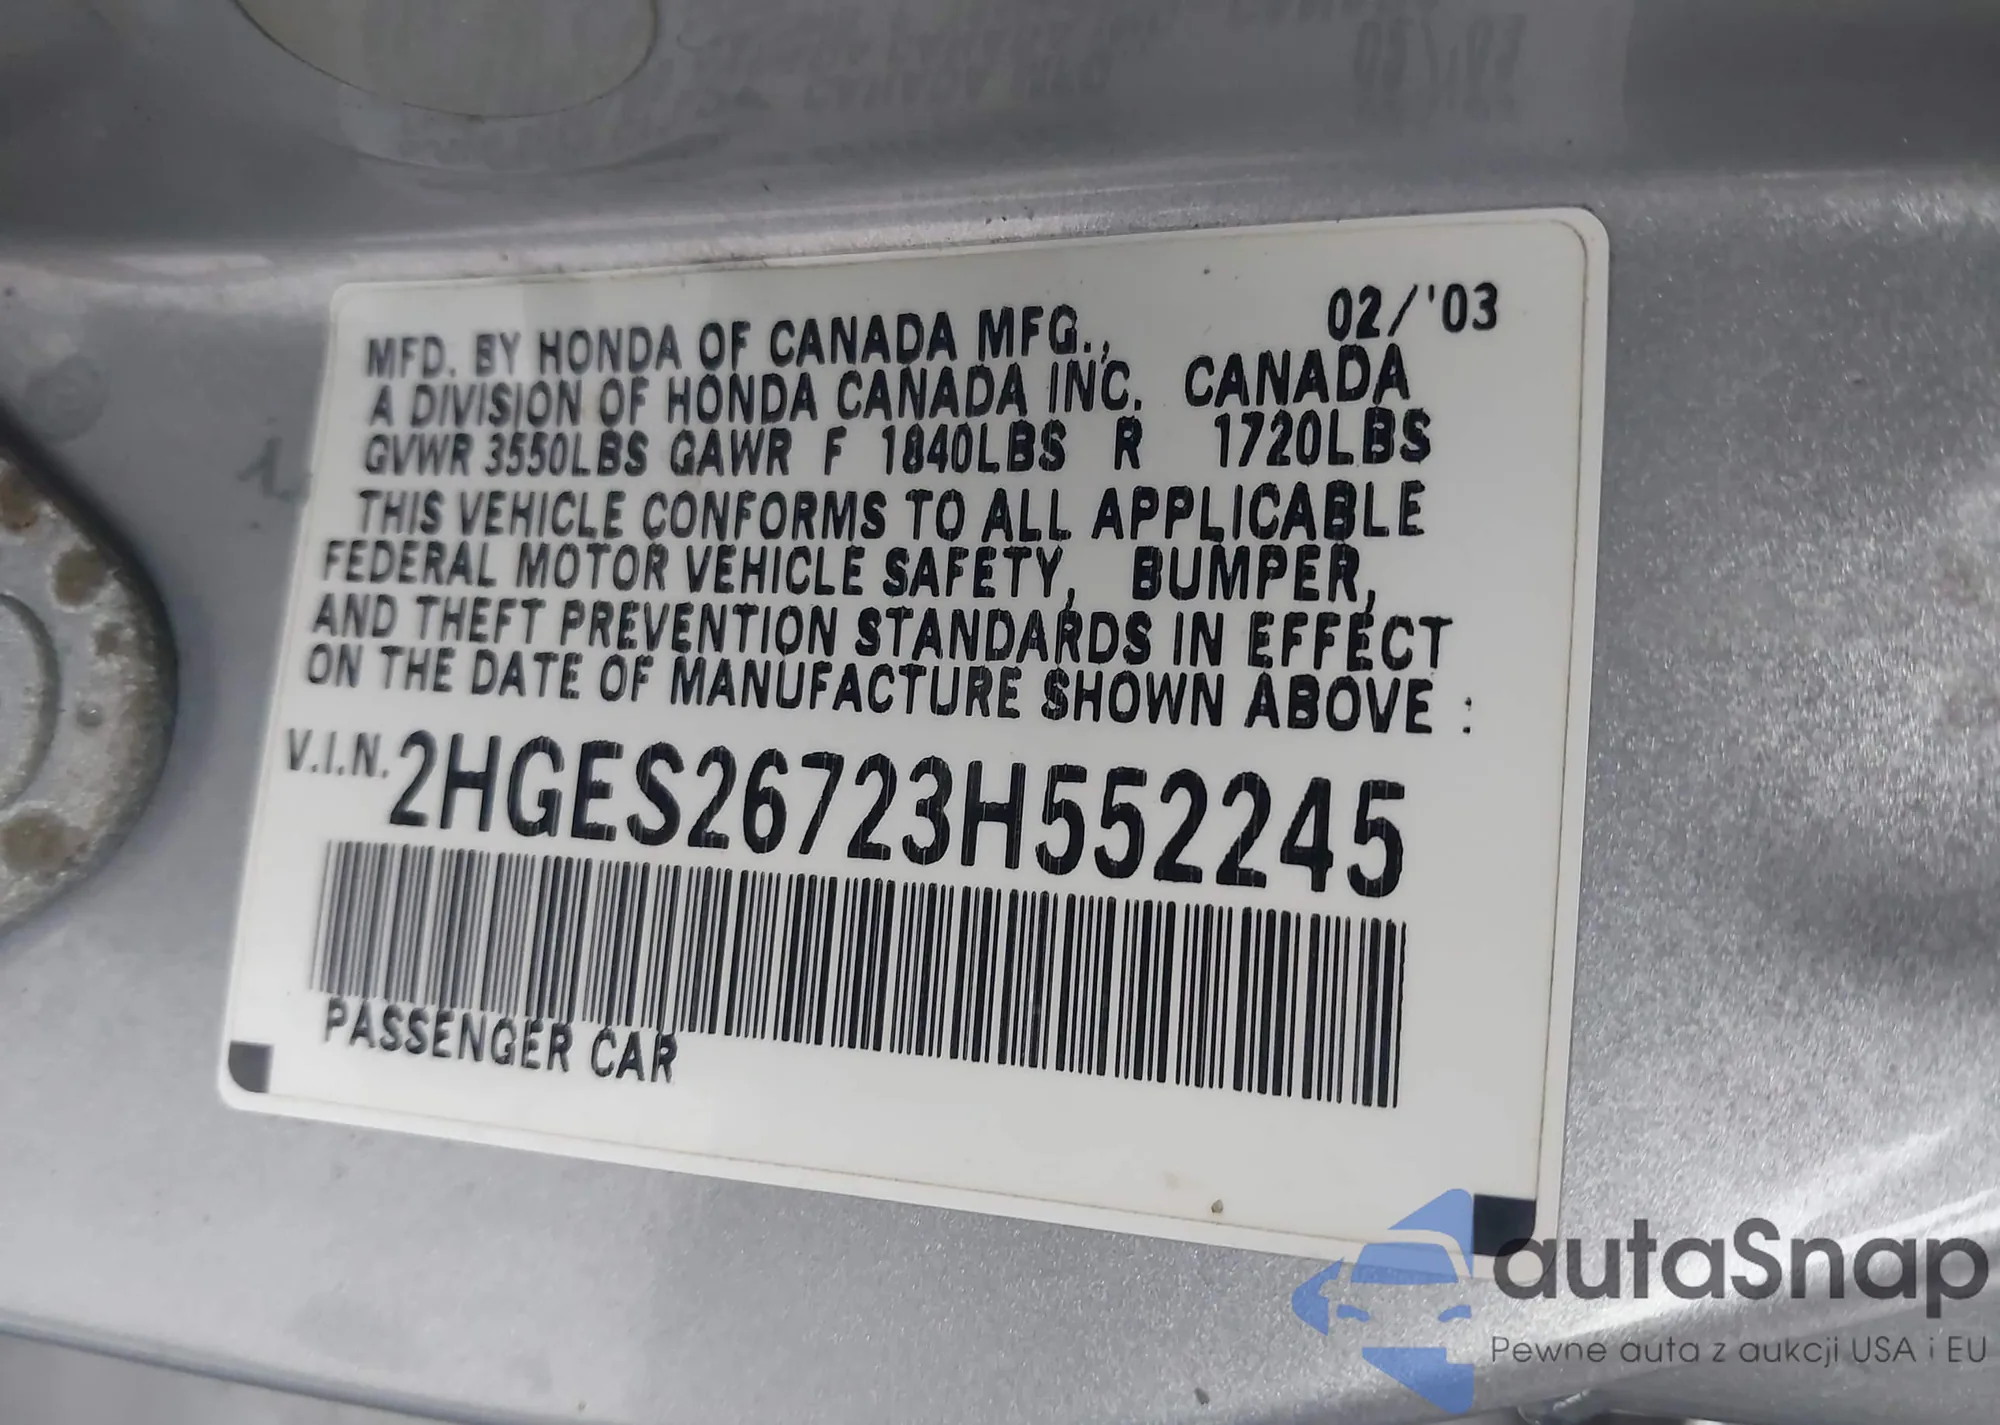 02/'03
MFD. BY HONDA OF CANADA MFG.,
A DIVISION OF HONDA CANADA INC. CANADA
GVWR 3550LBS GAWR F 1840LBS R 1720LBS
THIS VEHICLE CONFORMS TO ALL APPLICABLE
FEDERAL MOTOR VEHICLE SAFETY, BUMPER,
AND THEFT PREVENTION STANDARDS IN EFFECT
ON THE DATE OF MANUFACTURE SHOWN ABOVE :
V.I.N. 2HGES26723H552245
PASSENGER CAR
autaSnap
Pewne auta z aukcji USA i EU